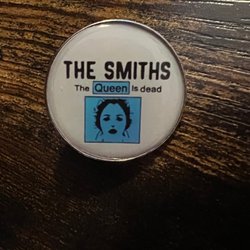 THE SMITHS
The Queen Is dead